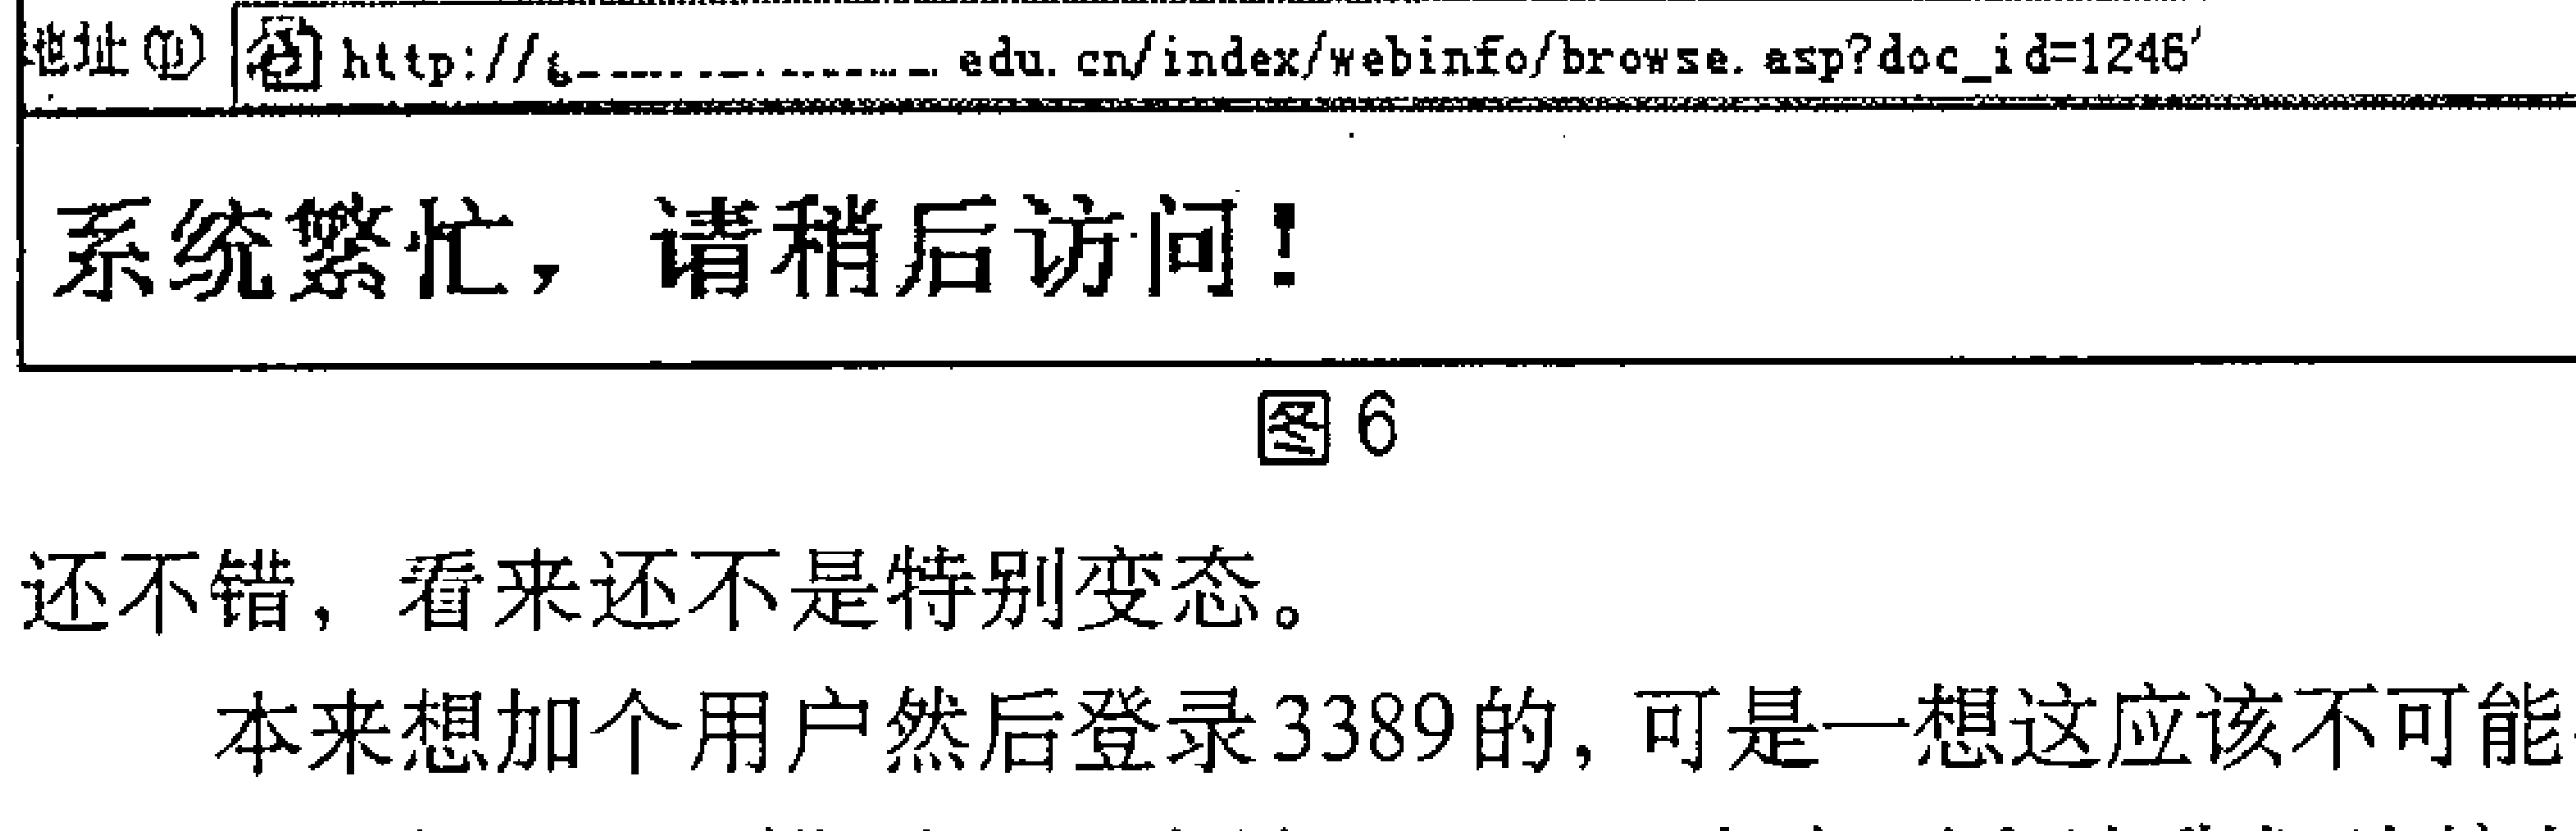 地址(D) http://g edu.cn/index/webinfo/browse.asp?doc_id=1246'
系统繁忙，请稍后访问！
图6
还不错，看来还不是特别变态。
本来想加个用户然后登录3389的，可是一想这应该不可能